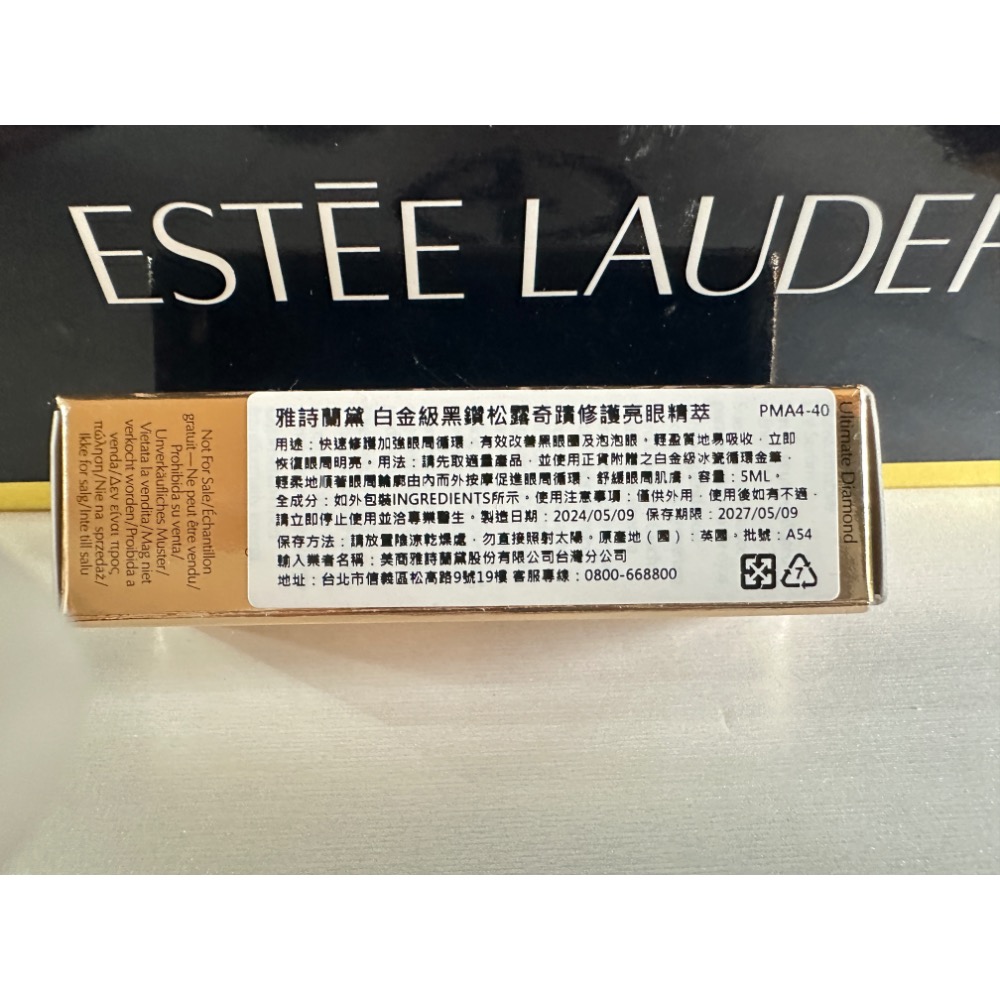 ESTĒE LAUDER
雅詩蘭黛 白金級黑鑽松露奇蹟修護亮眼精萃 PMA4-40
用途：快速修護加強眼周循環，有效改善黑眼圈及泡泡眼。輕盈質地易吸收，立即
恢復眼周明亮。用法：請先取適量產品，並使用正貨附贈之白金級冰瓷循環金筆，
輕柔地順著眼周輪廓由內而外按摩促進眼周循環、舒緩眼周肌膚。容量：5ML。
全成分：如外包裝INGREDIENTS所示。使用注意事項：僅供外用，使用後如有不適，
請立即停止使用並洽專業醫生。製造日期：2024/05/09 保存期限：2027/05/09
保存方法：請放置陰涼乾燥處，勿直接照射太陽。原產地（國）：英國。批號：A54
輸入業者名稱：美商雅詩蘭黛股份有限公司台灣分公司
地址：台北市信義區松高路9號19樓 客服專線：0800-668800
7
Ultimate Diamond
Not For Sale/Échantillon
gratuit—Ne peut être vendu/
Prohibida su venta/
Unverkäufliches Muster/
Vietata la vendita/Mag niet
verkocht worden/Proibida a
venda/Δεν είναι προς
πώληση/Nie na sprzedaż/
Ikke for salg/Inte till salu